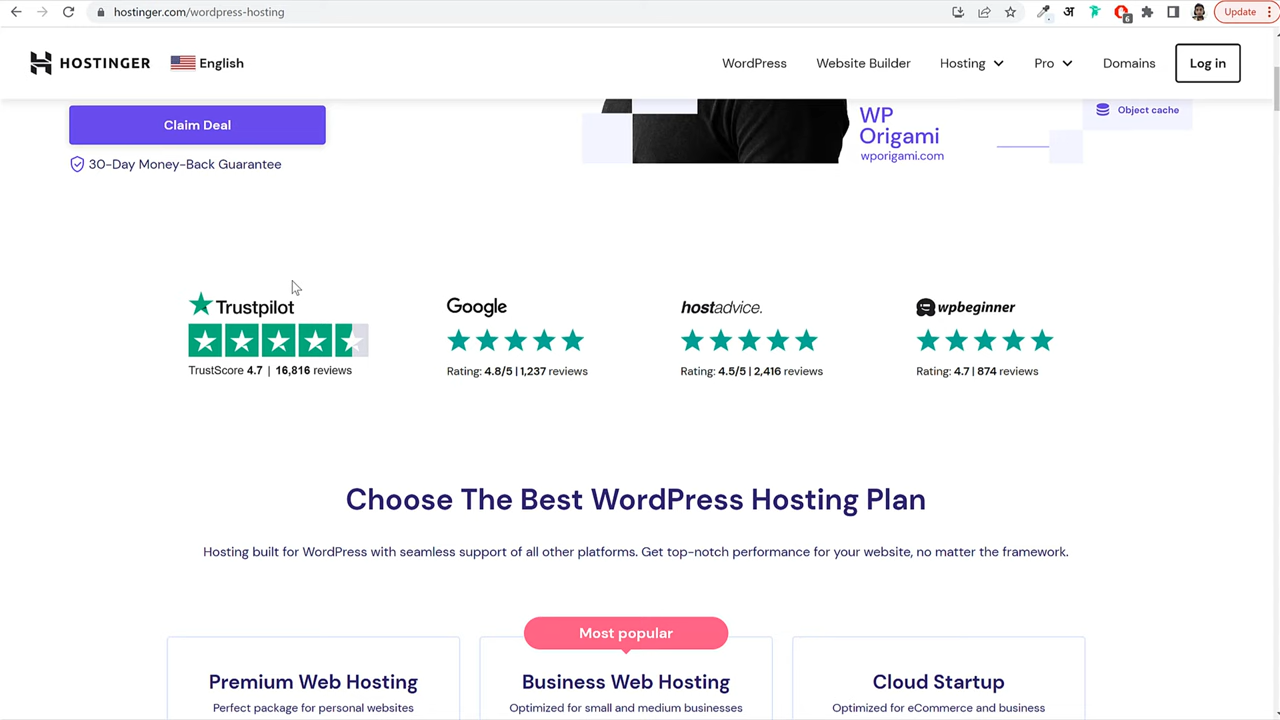 hostinger.com/wordpress-hosting
अ
6
Update
HOSTINGER
English
WordPress
Website Builder
Hosting
Pro
Domains
Log in
Claim Deal
30-Day Money-Back Guarantee
WP
Origami
wporigami.com
Object cache
Trustpilot
TrustScore 4.7 | 16,816 reviews
Google
Rating: 4.8/5 | 1,237 reviews
hostadvice.
Rating: 4.5/5 | 2,416 reviews
wpbeginner
Rating: 4.7 | 874 reviews
Choose The Best WordPress Hosting Plan
Hosting built for WordPress with seamless support of all other platforms. Get top-notch performance for your website, no matter the framework.
Most popular
Premium Web Hosting
Perfect package for personal websites
Business Web Hosting
Optimized for small and medium businesses
Cloud Startup
Optimized for eCommerce and business